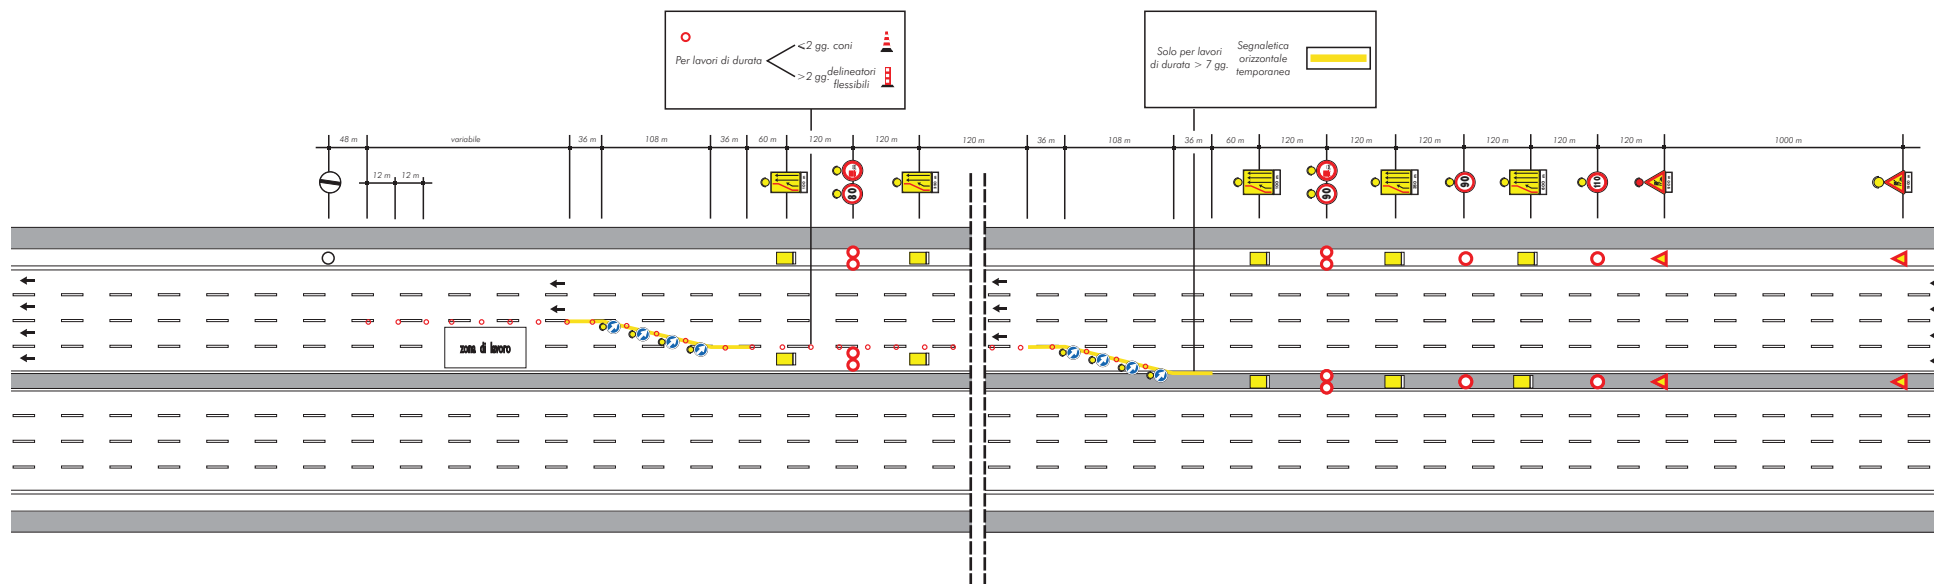 <2 gg. coni
Per lavori di durata
>2 gg. delineatori
flessibili
Solo per lavori
di durata > 7 gg.
Segnaletica
orizzontale
temporanea
48 m
variabile
36 m
108 m
36 m
60 m
120 m
120 m
120 m
36 m
108 m
36 m
60 m
120 m
120 m
120 m
120 m
120 m
120 m
1000 m
12 m
12 m
80
90
90
110
zona di lavoro